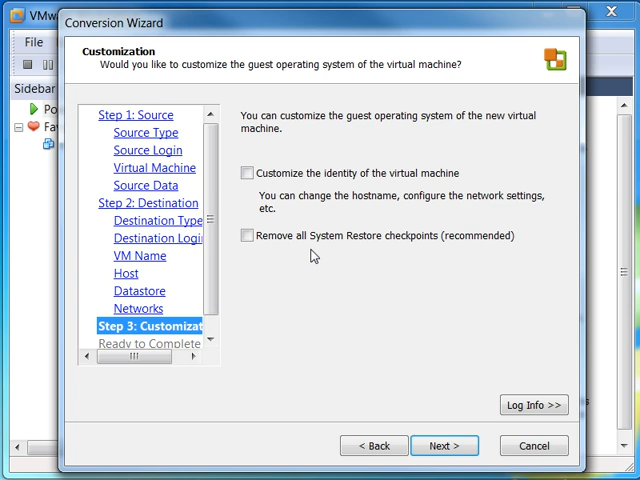 VMwa
Conversion Wizard
File
Sidebar
Po
Fav
Customization
Would you like to customize the guest operating system of the virtual machine?
Step 1: Source
Source Type
Source Login
Virtual Machine
Source Data
Step 2: Destination
Destination Type
Destination Logi
VM Name
Host
Datastore
Networks
Step 3: Customizat
Ready to Complete
You can customize the guest operating system of the new virtual
machine.
Customize the identity of the virtual machine
You can change the hostname, configure the network settings,
etc.
Remove all System Restore checkpoints (recommended)
Log Info >>
< Back
Next >
Cancel